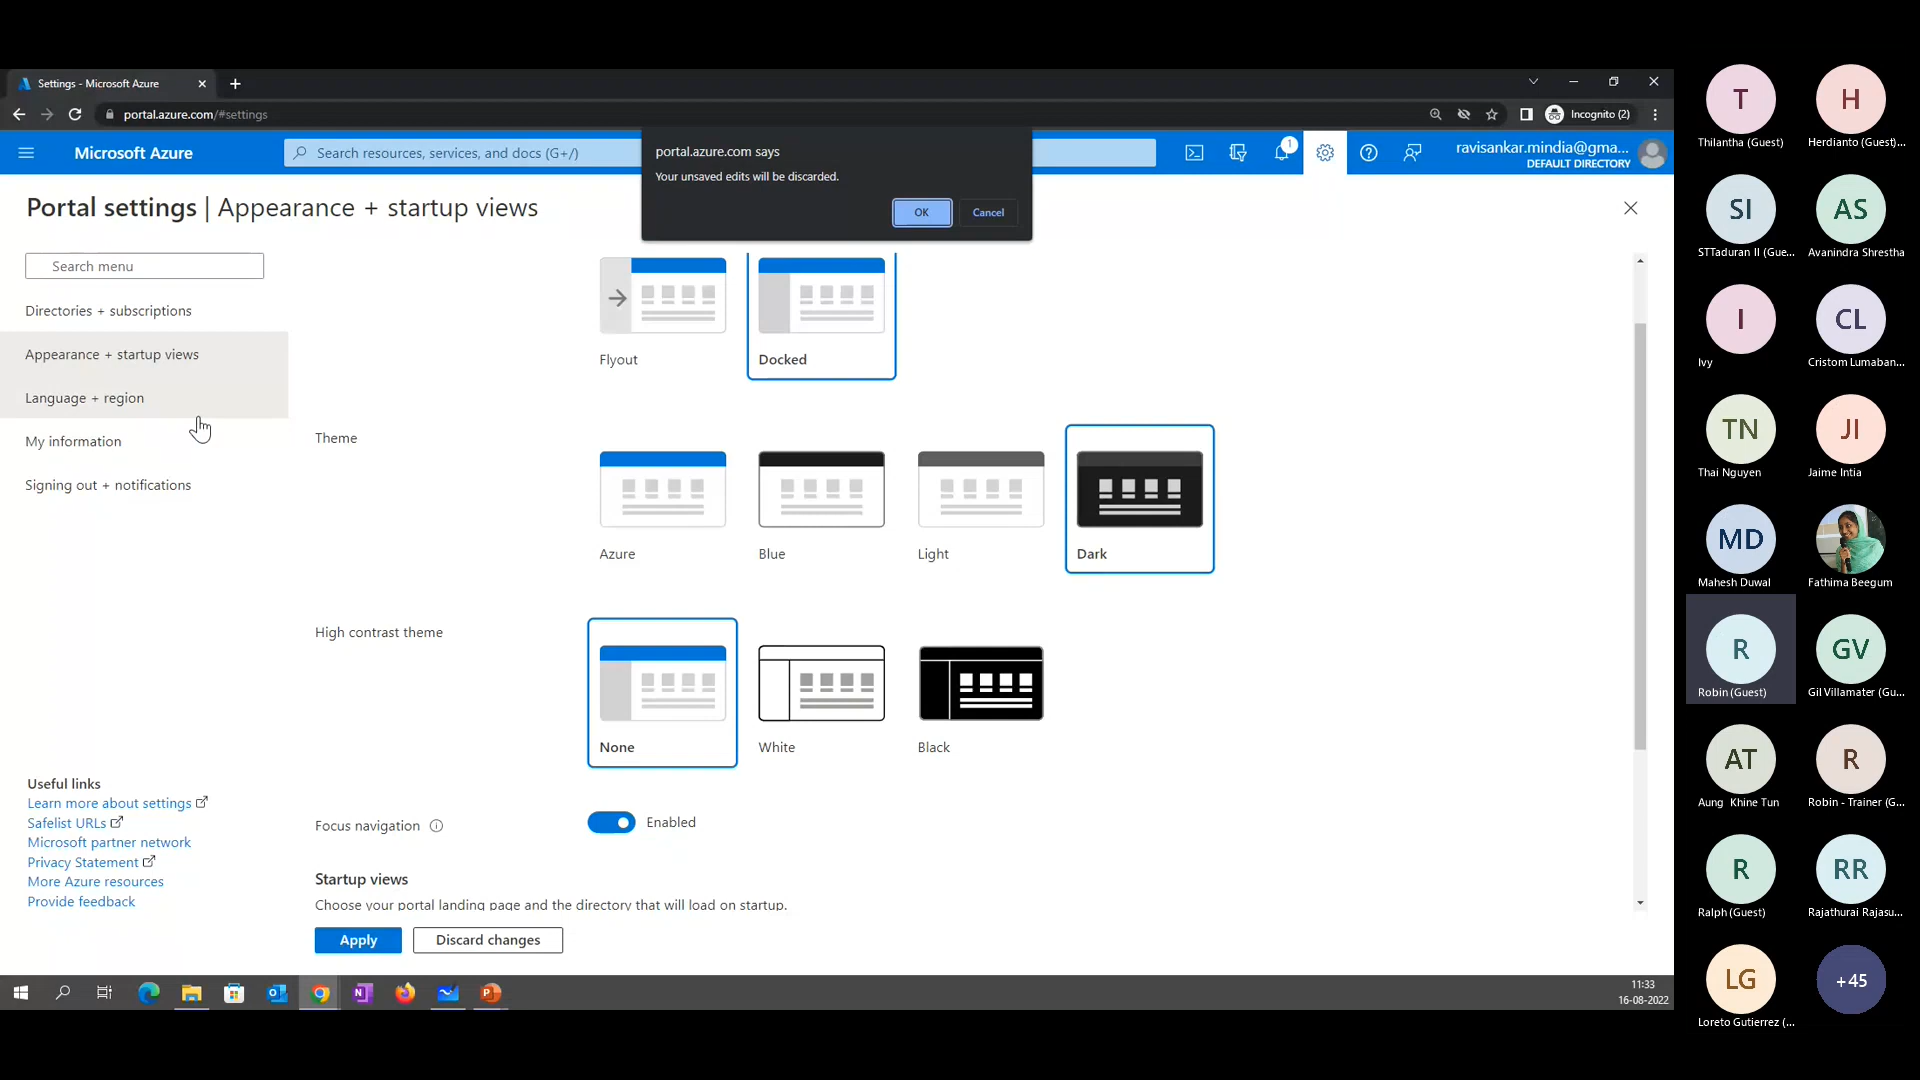 Settings - Microsoft Azure
portal.azure.com/#settings
Incognito (2)
Microsoft Azure
Search resources, services, and docs (G+/)
1
ravisankar.mindia@gma...
DEFAULT DIRECTORY
portal.azure.com says
Your unsaved edits will be discarded.
OK
Cancel
Portal settings | Appearance + startup views
Search menu
Directories + subscriptions
Appearance + startup views
Language + region
My information
Signing out + notifications
Flyout
Docked
Theme
Azure
Blue
Light
Dark
High contrast theme
None
White
Black
Focus navigation
Enabled
Startup views
Choose your portal landing page and the directory that will load on startup.
Apply
Discard changes
Useful links
Learn more about settings
Safelist URLs
Microsoft partner network
Privacy Statement
More Azure resources
Provide feedback
11:33
16-08-2022
T
Thilantha (Guest)
H
Herdianto (Guest)...
SI
STTaduran II (Gue...
AS
Avanindra Shrestha
I
Ivy
CL
Cristom Lumaban...
TN
Thai Nguyen
JI
Jaime Intia
MD
Mahesh Duwal
Fathima Beegum
R
Robin (Guest)
GV
Gil Villamater (Gu...
AT
Aung Khine Tun
R
Robin - Trainer (G...
R
Ralph (Guest)
RR
Rajathurai Rajasu...
LG
Loreto Gutierrez (...
+45